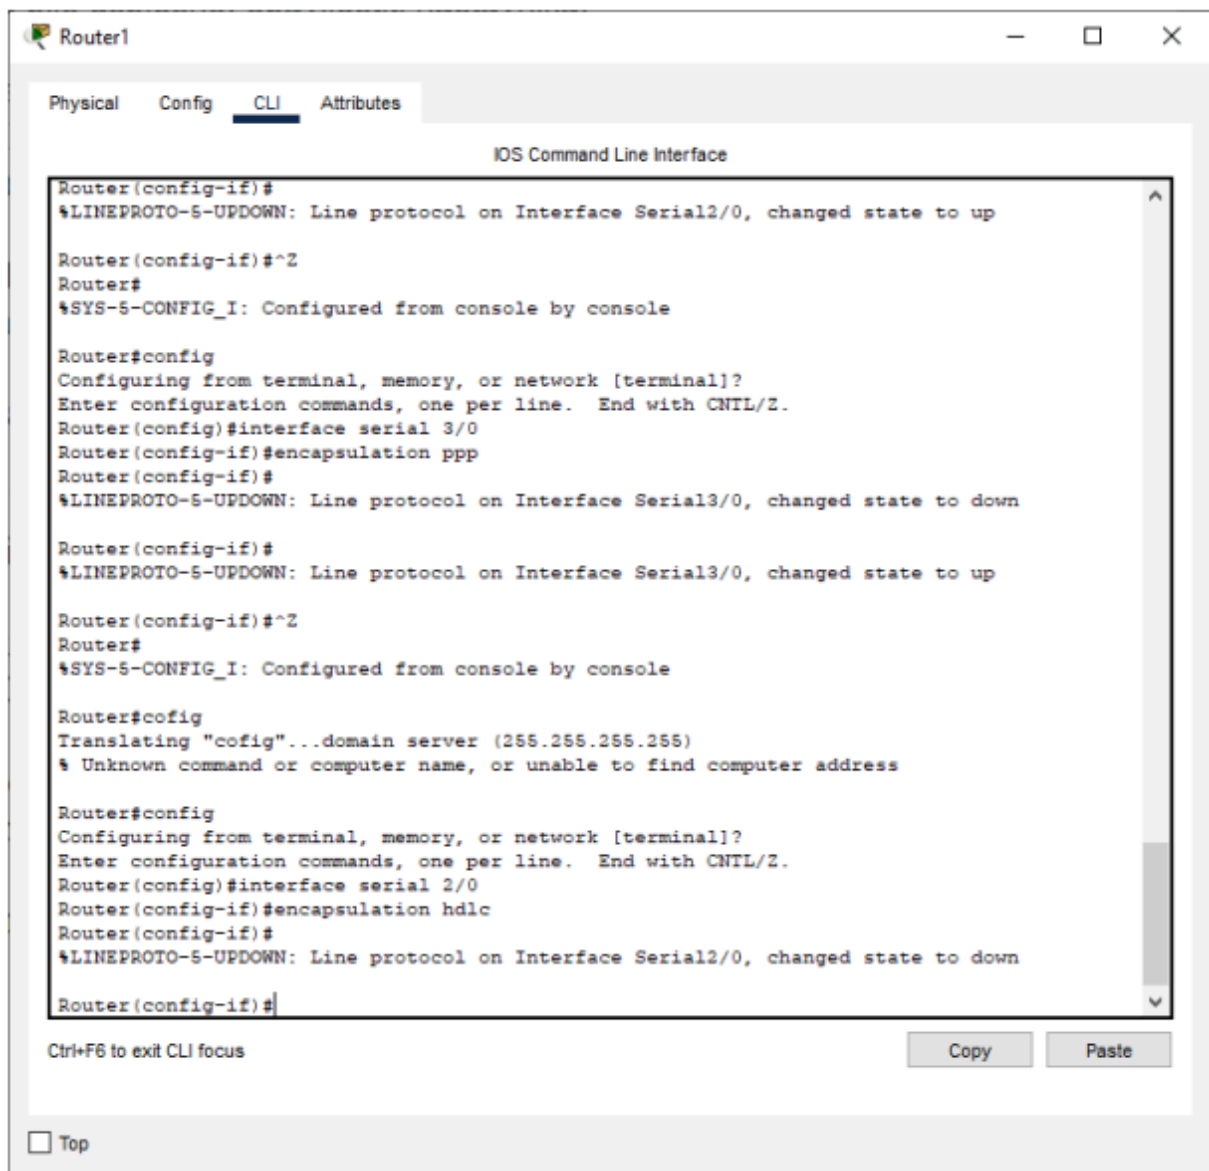 Router1
Physical Config CLI Attributes
IOS Command Line Interface
Router(config-if)#
%LINEPROTO-5-UPDOWN: Line protocol on Interface Serial2/0, changed state to up
Router(config-if)#^Z
Router#
%SYS-5-CONFIG_I: Configured from console by console
Router#config
Configuring from terminal, memory, or network [terminal]?
Enter configuration commands, one per line.  End with CNTL/Z.
Router(config)#interface serial 3/0
Router(config-if)#encapsulation ppp
Router(config-if)#
%LINEPROTO-5-UPDOWN: Line protocol on Interface Serial3/0, changed state to down
Router(config-if)#
%LINEPROTO-5-UPDOWN: Line protocol on Interface Serial3/0, changed state to up
Router(config-if)#^Z
Router#
%SYS-5-CONFIG_I: Configured from console by console
Router#cofig
Translating "cofig"...domain server (255.255.255.255)
% Unknown command or computer name, or unable to find computer address
Router#config
Configuring from terminal, memory, or network [terminal]?
Enter configuration commands, one per line.  End with CNTL/Z.
Router(config)#interface serial 2/0
Router(config-if)#encapsulation hdlc
Router(config-if)#
%LINEPROTO-5-UPDOWN: Line protocol on Interface Serial2/0, changed state to down
Router(config-if)#
Ctrl+F6 to exit CLI focus
Copy Paste
Top